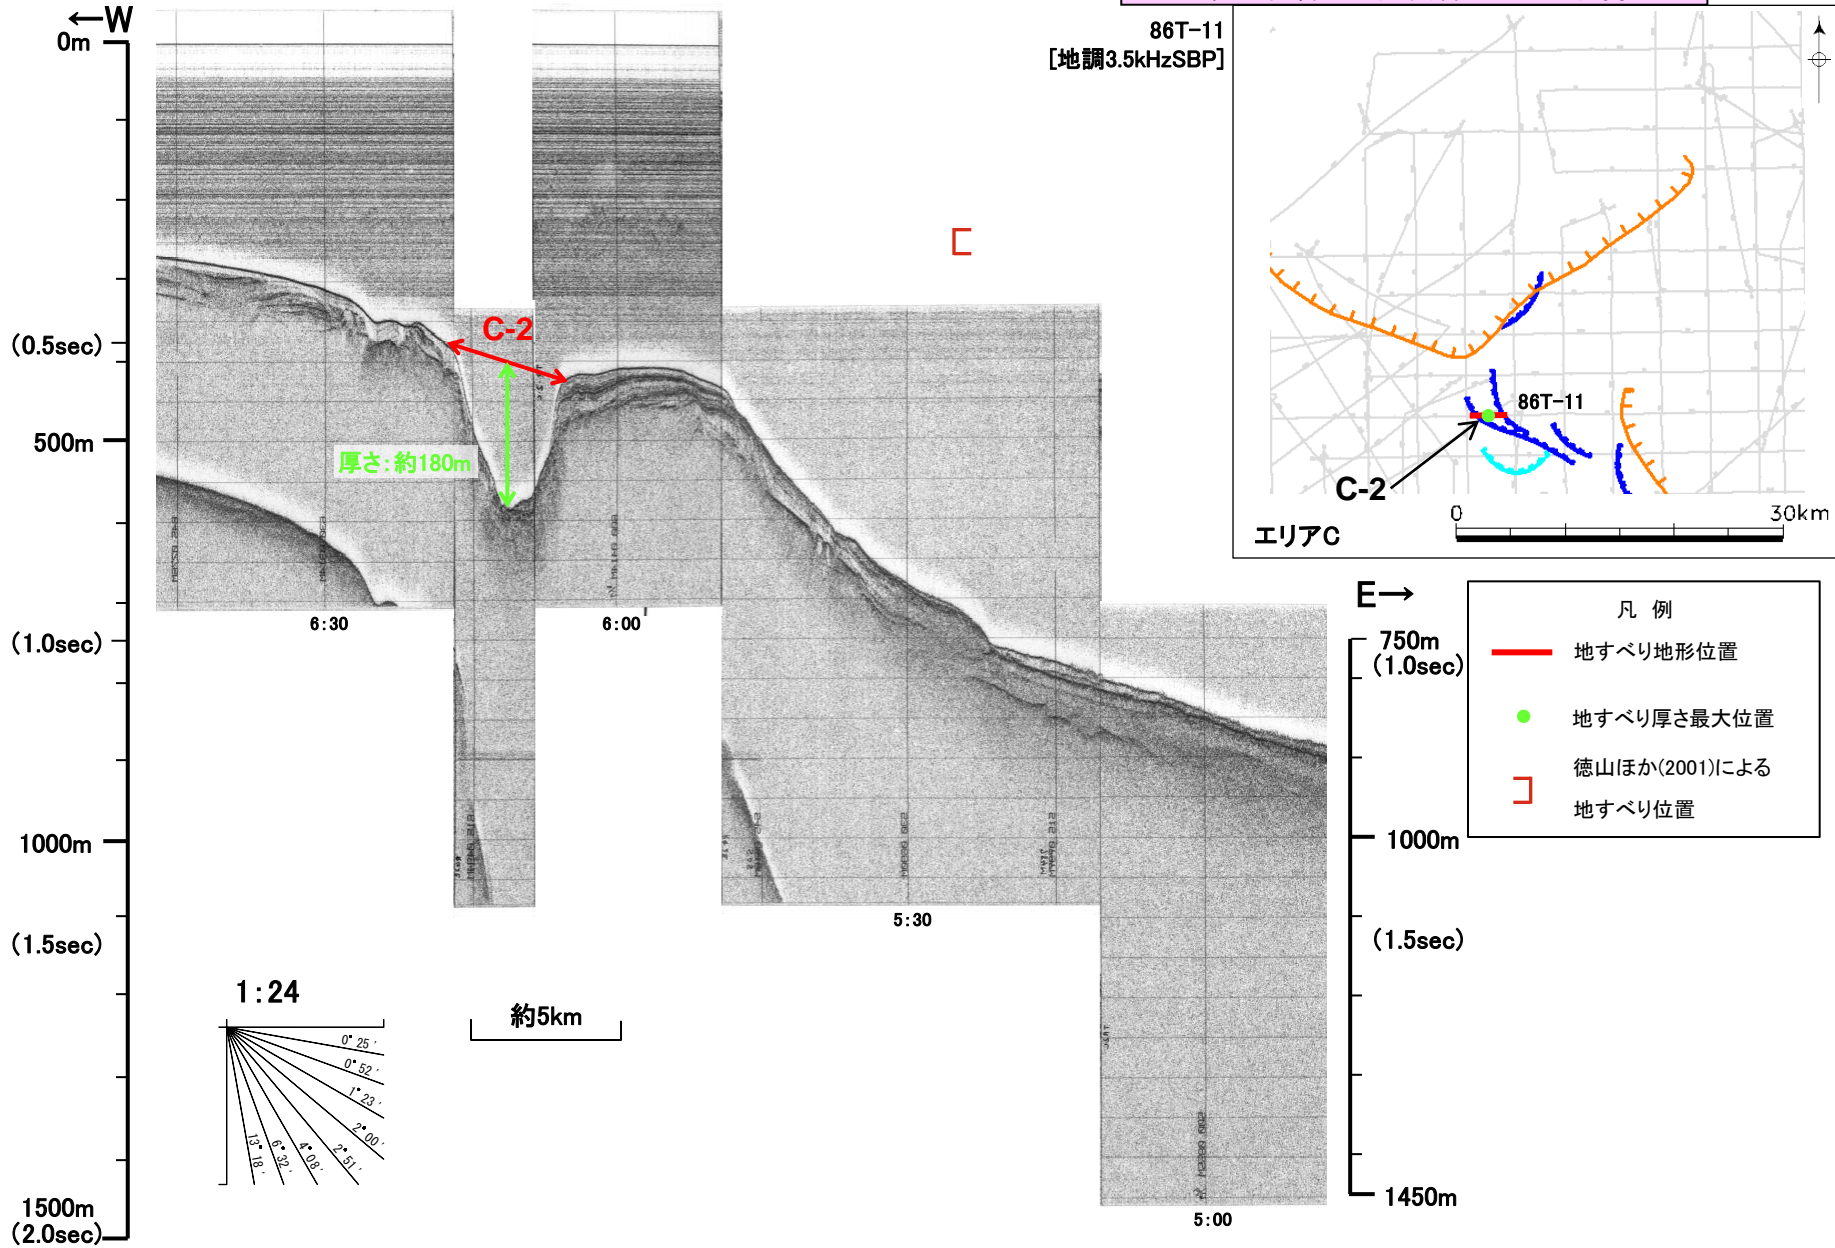 ←W
0m
(0.5sec)
500m
(1.0sec)
1000m
(1.5sec)
1500m
(2.0sec)
86T-11
[地調3.5kHzSBP]
C-2
厚さ：約180m
6:30
6:00
5:30
5:00
1:24
0°25′
0°52′
1°23′
2°00′
2°51′
4°08′
6°32′
13°18′
約5km
86T-11
C-2
エリアC
0
30km
E→
750m
(1.0sec)
1000m
(1.5sec)
1450m
凡 例
地すべり地形位置
地すべり厚さ最大位置
徳山ほか(2001)による
地すべり位置